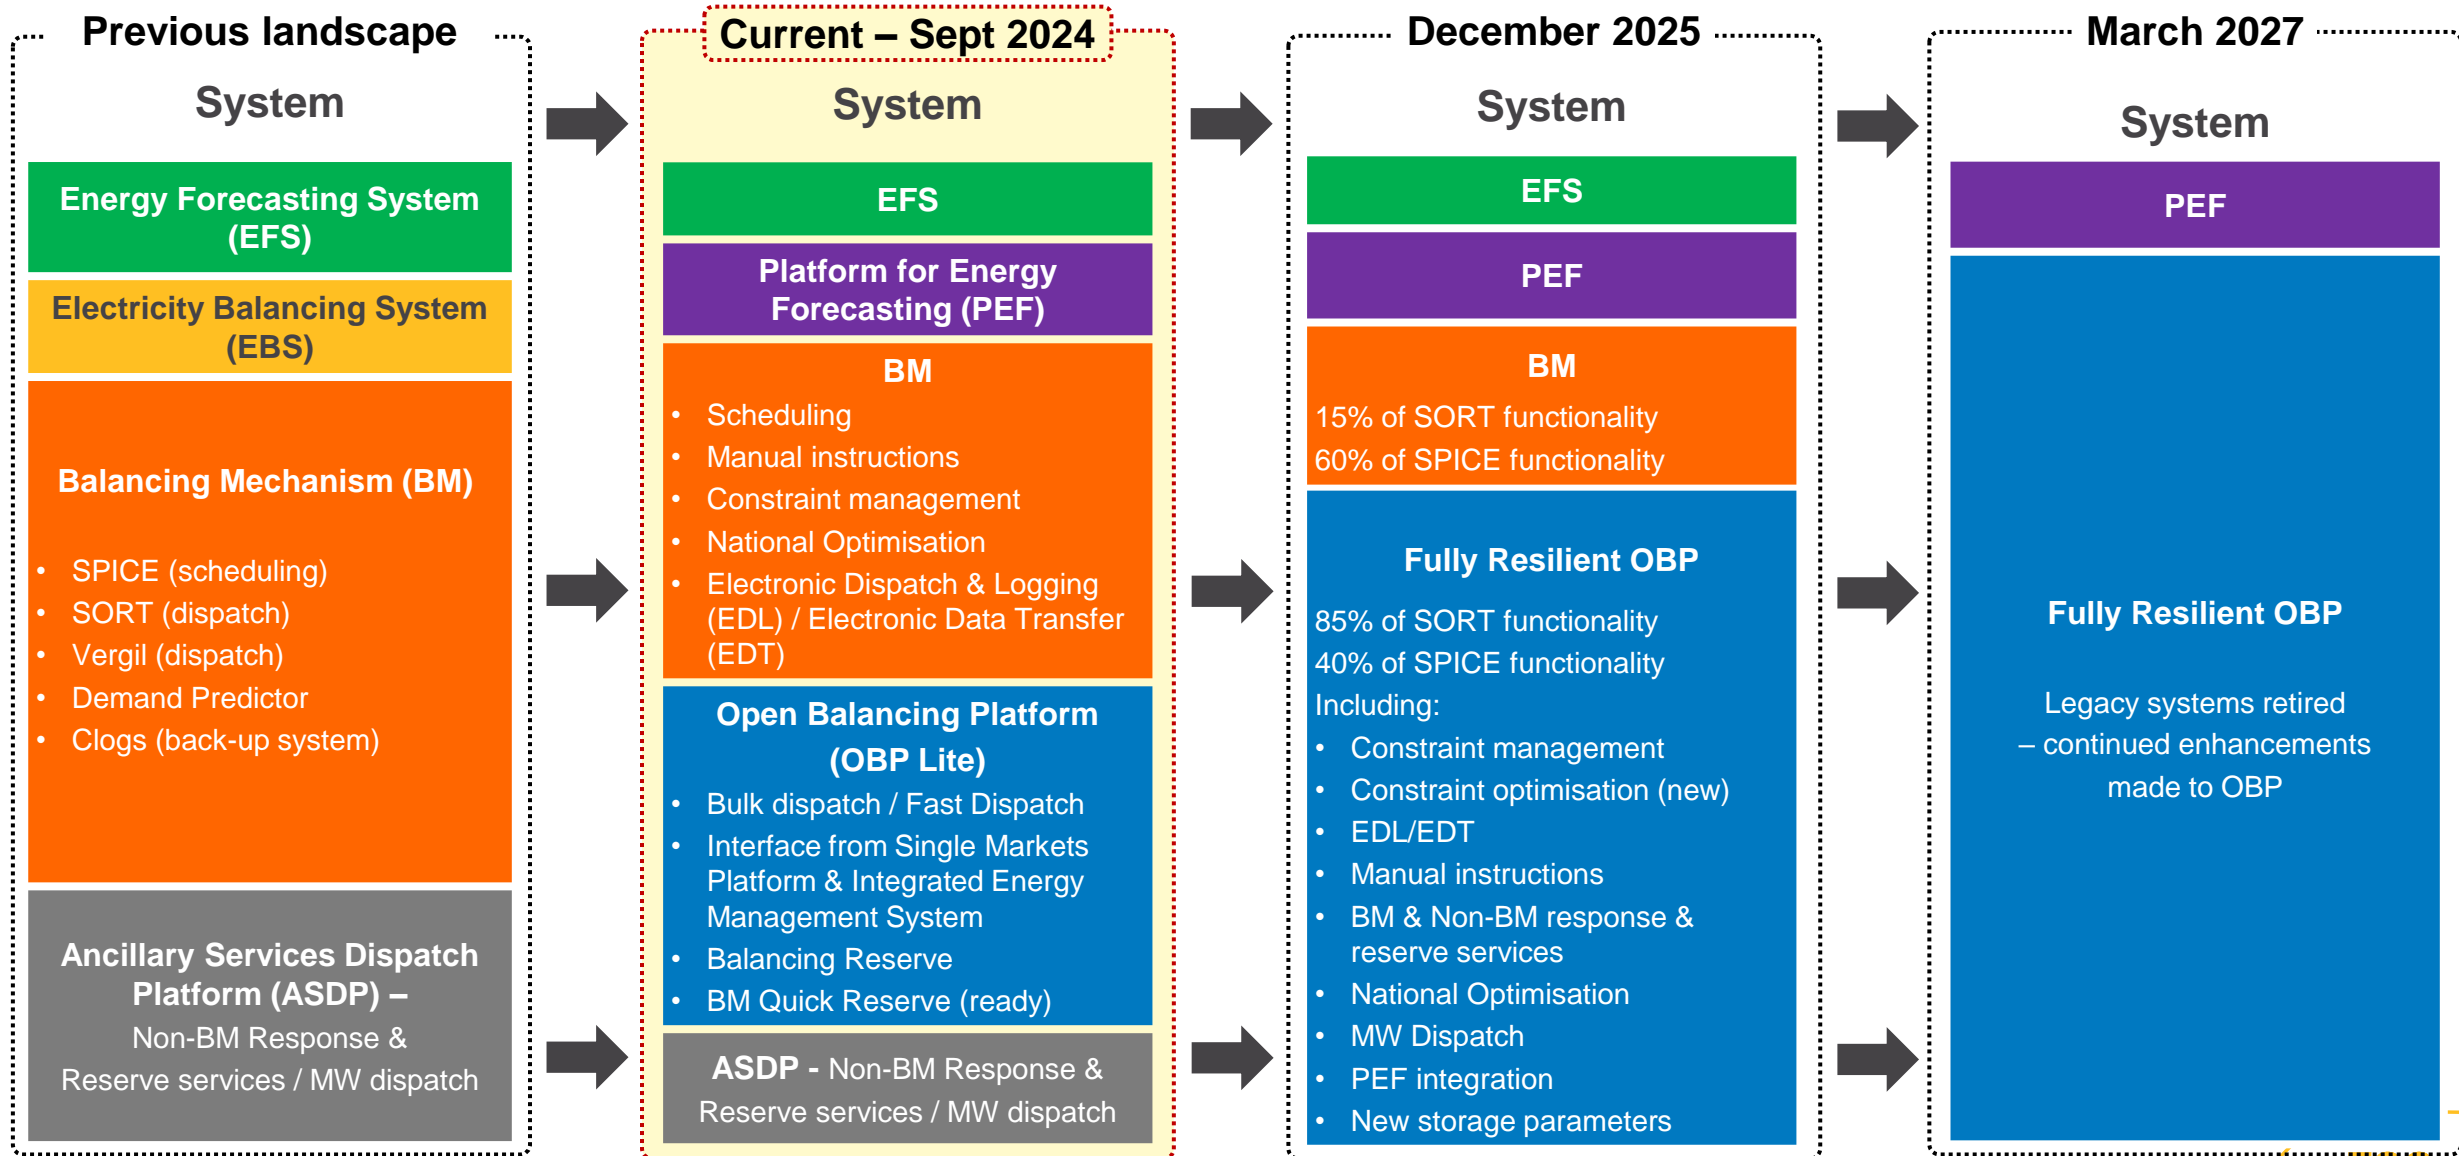 Previous landscape
System
Energy Forecasting System
(EFS)
Electricity Balancing System
(EBS)
Balancing Mechanism (BM)
• SPICE (scheduling)
• SORT (dispatch)
• Vergil (dispatch)
• Demand Predictor
• Clogs (back-up system)
Ancillary Services Dispatch
Platform (ASDP) –
Non-BM Response &
Reserve services / MW dispatch
Current – Sept 2024
System
EFS
Platform for Energy
Forecasting (PEF)
BM
• Scheduling
• Manual instructions
• Constraint management
• National Optimisation
• Electronic Dispatch & Logging
(EDL) / Electronic Data Transfer
(EDT)
Open Balancing Platform
(OBP Lite)
• Bulk dispatch / Fast Dispatch
• Interface from Single Markets
Platform & Integrated Energy
Management System
• Balancing Reserve
• BM Quick Reserve (ready)
ASDP - Non-BM Response &
Reserve services / MW dispatch
December 2025
System
EFS
PEF
BM
15% of SORT functionality
60% of SPICE functionality
Fully Resilient OBP
85% of SORT functionality
40% of SPICE functionality
Including:
• Constraint management
• Constraint optimisation (new)
• EDL/EDT
• Manual instructions
• BM & Non-BM response &
reserve services
• National Optimisation
• MW Dispatch
• PEF integration
• New storage parameters
March 2027
System
PEF
Fully Resilient OBP
Legacy systems retired
– continued enhancements
made to OBP